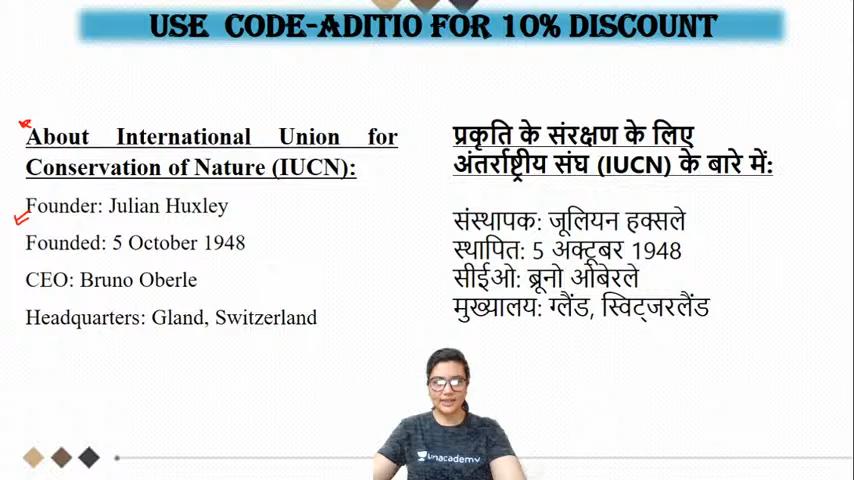 USE CODE-ADITIO FOR 10% DISCOUNT
About International Union for
Conservation of Nature (IUCN):
Founder: Julian Huxley
Founded: 5 October 1948
CEO: Bruno Oberle
Headquarters: Gland, Switzerland
प्रकृति के संरक्षण के लिए
अंतर्राष्ट्रीय संघ (IUCN) के बारे में:
संस्थापक: जूलियन हक्सले
स्थापित: 5 अक्टूबर 1948
सीईओ: ब्रूनो ओबेरले
मुख्यालय: ग्लैंड, स्विट्जरलैंड
unacademy